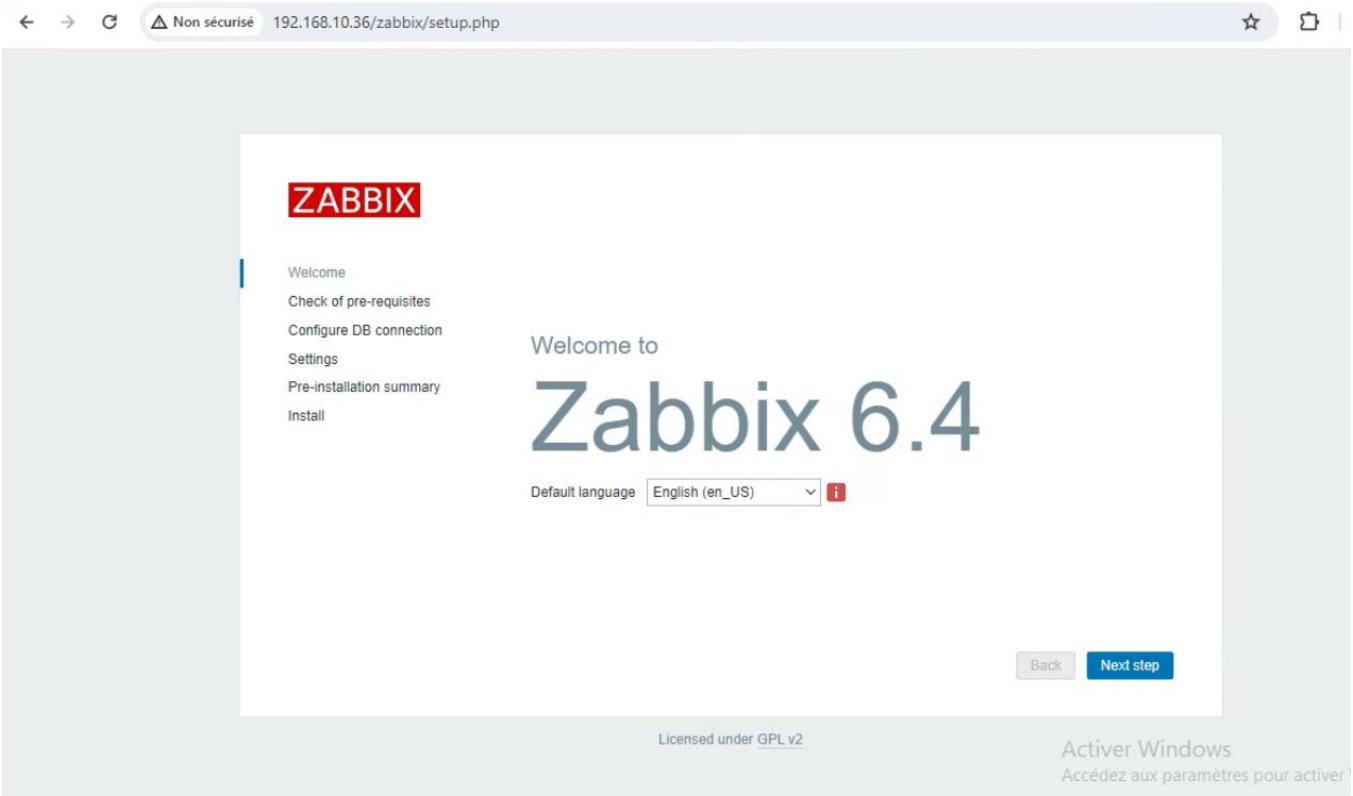 Non sécurisé 192.168.10.36/zabbix/setup.php
ZABBIX
Welcome
Check of pre-requisites
Configure DB connection
Settings
Pre-installation summary
Install
Welcome to
Zabbix 6.4
Default language English (en_US) i
Back Next step
Licensed under GPL v2
Activer Windows
Accédez aux paramètres pour activer